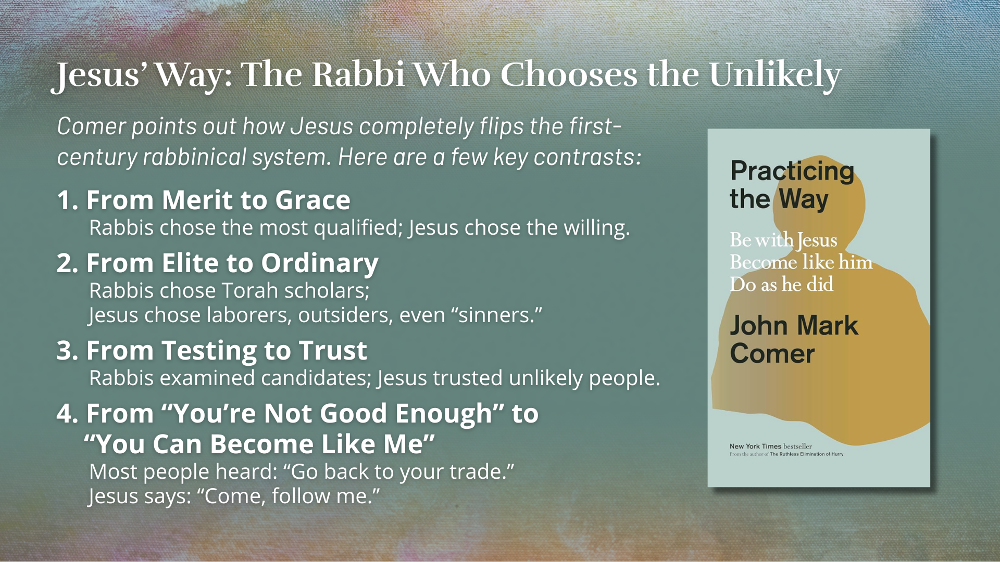 Jesus’ Way: The Rabbi Who Chooses the Unlikely
Comer points out how Jesus completely flips the first-
century rabbinical system. Here are a few key contrasts:
1. From Merit to Grace
Rabbis chose the most qualified; Jesus chose the willing.
2. From Elite to Ordinary
Rabbis chose Torah scholars;
Jesus chose laborers, outsiders, even “sinners.”
3. From Testing to Trust
Rabbis examined candidates; Jesus trusted unlikely people.
4. From “You’re Not Good Enough” to
“You Can Become Like Me”
Most people heard: “Go back to your trade.”
Jesus says: “Come, follow me.”
Practicing
the Way
Be with Jesus
Become like him
Do as he did
John Mark
Comer
New York Times bestseller
From the author of The Ruthless Elimination of Hurry